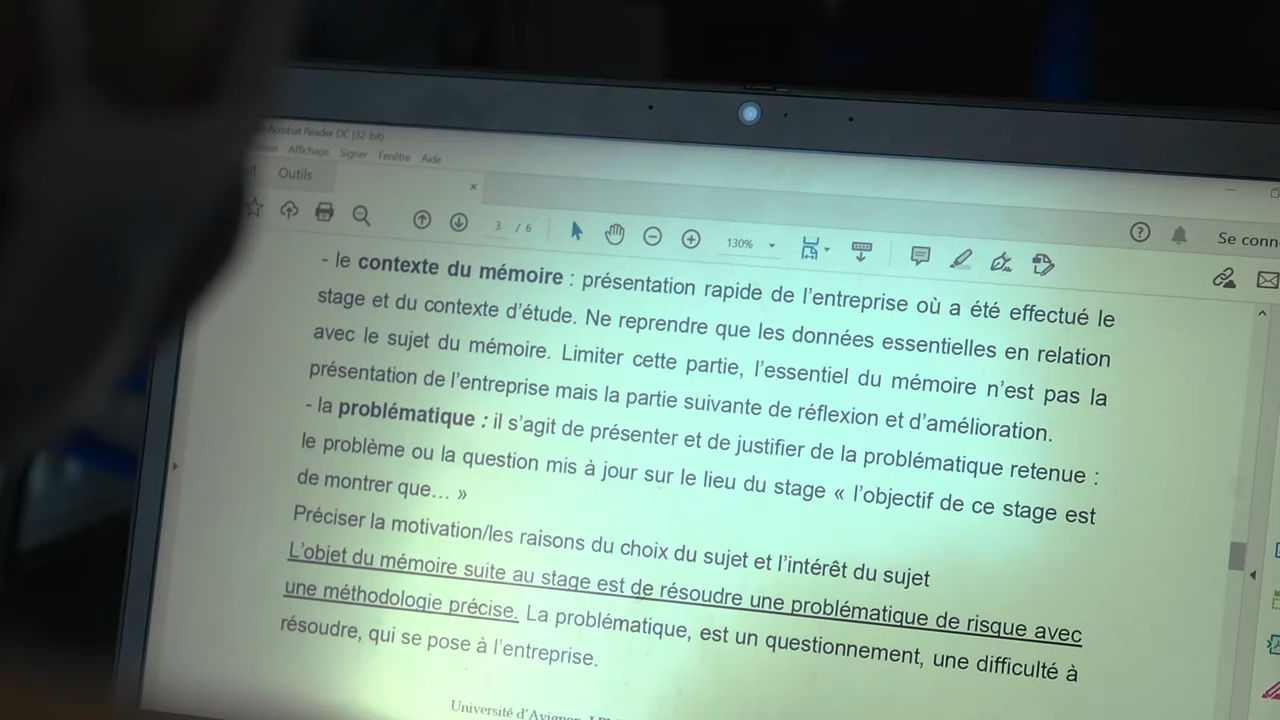 Acrobat Reader DC (32-bit)
Affichage Signer Fenêtre Aide
Outils
3 / 6
130%
Se conn
- le contexte du mémoire : présentation rapide de l'entreprise où a été effectué le
stage et du contexte d'étude. Ne reprendre que les données essentielles en relation
avec le sujet du mémoire. Limiter cette partie, l'essentiel du mémoire n'est pas la
présentation de l'entreprise mais la partie suivante de réflexion et d'amélioration.
- la problématique : il s'agit de présenter et de justifier de la problématique retenue :
le problème ou la question mis à jour sur le lieu du stage « l'objectif de ce stage est
de montrer que... »
Préciser la motivation/les raisons du choix du sujet et l'intérêt du sujet
L'objet du mémoire suite au stage est de résoudre une problématique de risque avec
une méthodologie précise. La problématique, est un questionnement, une difficulté à
résoudre, qui se pose à l'entreprise.
Université d'Avignon